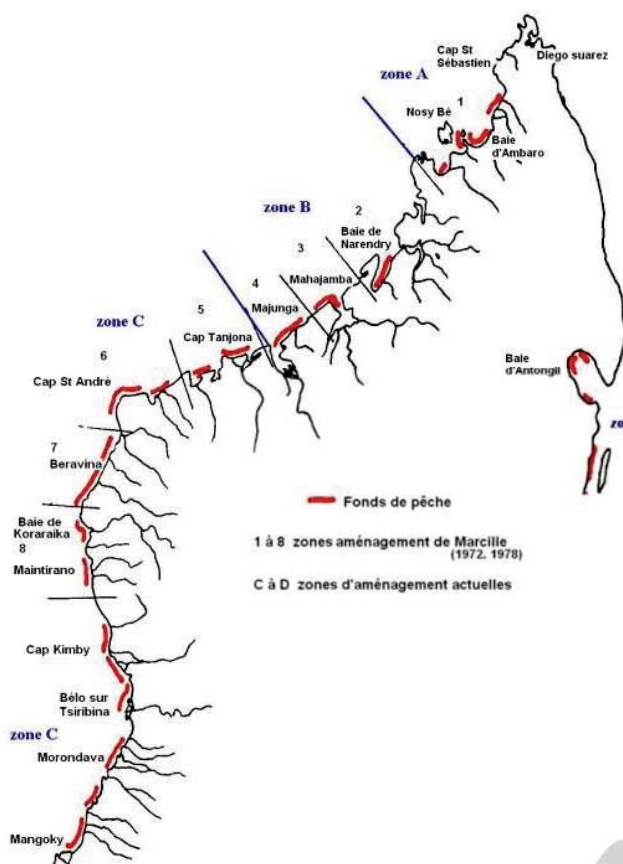 Cap St
Sébastien
Diego suarez
zone A
1
Nosy Bé
Baie
d'Ambaro
zone B
2
Baie de
Narendry
3
Mahajamba
4
Majunga
5
zone C
Cap Tanjona
6
Cap St André
Baie
d'Antongil
7
Beravina
Fonds de pêche
Baie de
Koraraika
8
1 à 8 zones aménagement de Marcille
(1972, 1978)
Maintirano
C à D zones d'aménagement actuelles
Cap Kimby
Bélo sur
Tsiribina
zone C
Morondava
Mangoky